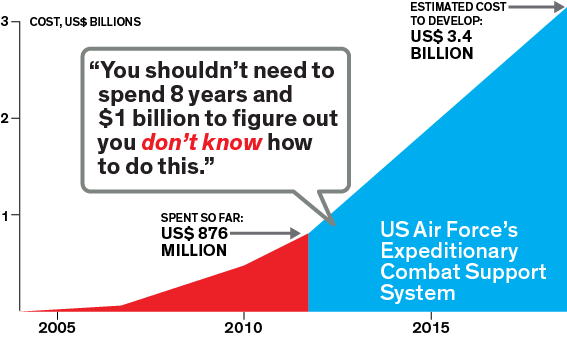 3 COST, US$ BILLIONS
ESTIMATED COST
TO DEVELOP:
US$ 3.4
BILLION
“You shouldn’t need to
spend 8 years and
$1 billion to figure out
you don’t know how
to do this.”
2
1
SPENT SO FAR:
US$ 876
MILLION
US Air Force’s
Expeditionary
Combat Support
System
2005 2010 2015